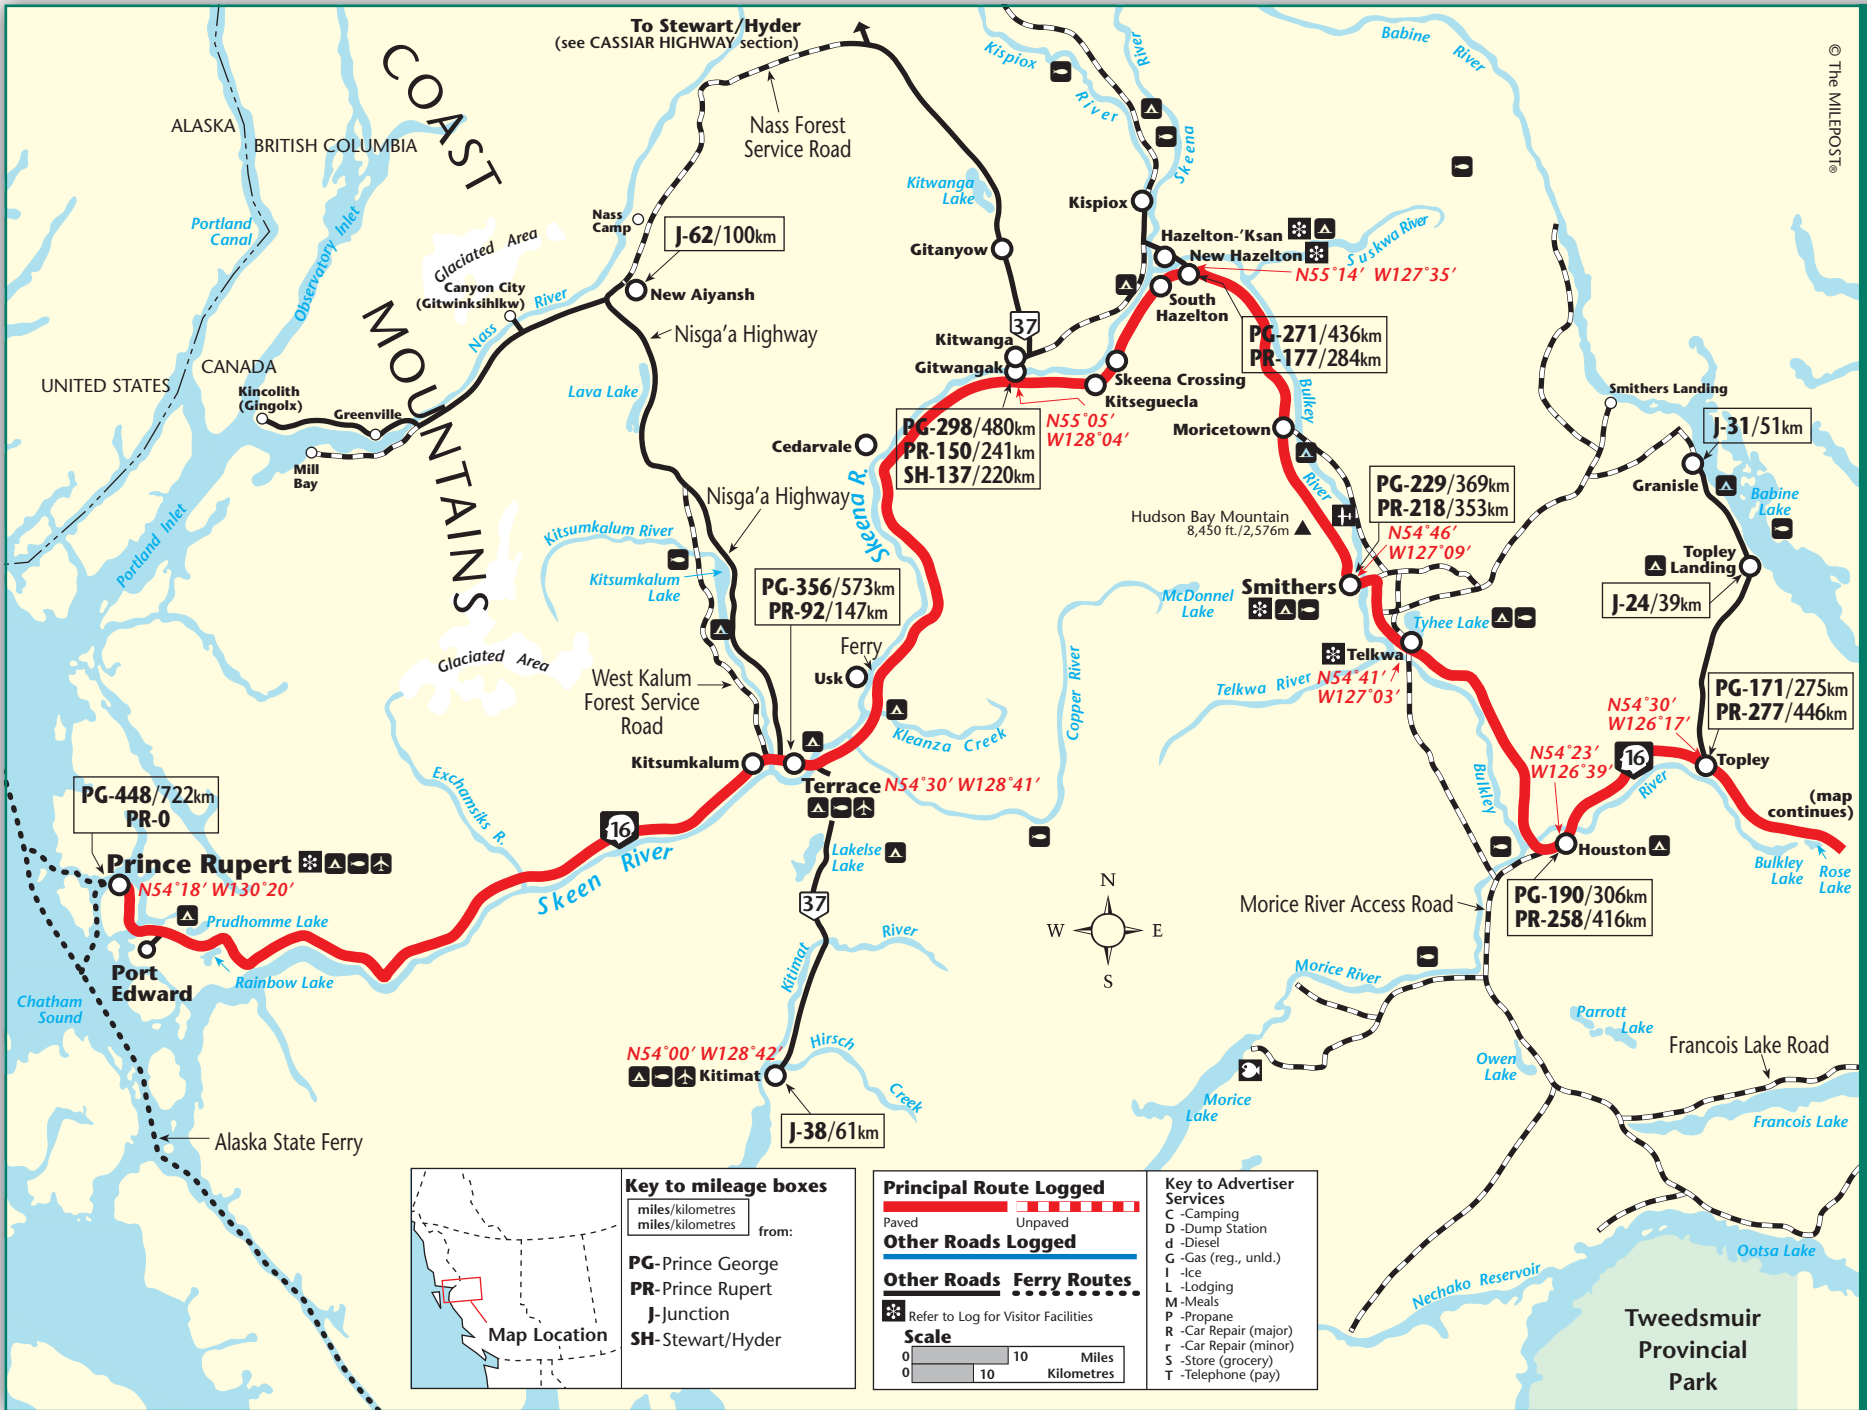 To Stewart/Hyder
(see CASSIAR HIGHWAY section)
© The MILEPOST®
COAST
MOUNTAINS
ALASKA
BRITISH COLUMBIA
Portland
Canal
Observatory Inlet
UNITED STATES
CANADA
Glaciated Area
Canyon City
(Gitwinksihlkw)
Nass
River
Kincolith
(Gingolx)
Greenville
Mill
Bay
Portland Inlet
Nass
Camp
J-62/100km
New Aiyansh
Nisga'a Highway
Nass Forest
Service Road
Lava Lake
Nisga'a Highway
Kitsumkalum River
Kitsumkalum
Lake
Glaciated Area
West Kalum
Forest Service
Road
Kitwanga
Lake
Gitanyow
37
Kitwanga
Gitwangak
Kispiox
River
River
Skeena
Babine
River
Kispiox
Hazelton-'Ksan
New Hazelton
Suskwa River
N55°14' W127°35'
South
Hazelton
PG-271/436km
PR-177/284km
Skeena Crossing
Kitseguecla
N55°05'
W128°04'
PG-298/480km
PR-150/241km
SH-137/220km
Cedarvale
Skeena R.
Bulkley
River
Moricetown
Hudson Bay Mountain
8,450 ft./2,576m
PG-229/369km
PR-218/353km
N54°46'
W127°09'
Smithers
McDonnel
Lake
Smithers Landing
J-31/51km
Granisle
Babine
Lake
Topley
Landing
J-24/39km
Tyhee Lake
Telkwa
N54°41'
W127°03'
Telkwa River
Copper River
PG-356/573km
PR-92/147km
Ferry
Usk
Kleanza Creek
Kitsumkalum
Terrace
N54°30' W128°41'
Lakelse
Lake
37
Exchamsiks R.
16
Skeen River
PG-448/722km
PR-0
Prince Rupert
N54°18' W130°20'
Prudhomme Lake
Port
Edward
Rainbow Lake
Chatham
Sound
Alaska State Ferry
Kitimat
River
N54°00' W128°42'
Kitimat
Hirsch
Creek
J-38/61km
N
W
E
S
PG-171/275km
PR-277/446km
N54°30'
W126°17'
N54°23'
W126°39'
16
Topley
(map
continues)
River
Bulkley
Houston
Bulkley
Lake
Rose
Lake
PG-190/306km
PR-258/416km
Morice River Access Road
Morice River
Morice
Lake
Parrott
Lake
Owen
Lake
Francois Lake Road
Francois Lake
Ootsa Lake
Nechako Reservoir
Tweedsmuir
Provincial
Park
Map Location
Key to mileage boxes
miles/kilometres
miles/kilometres
from:
PG-Prince George
PR-Prince Rupert
J-Junction
SH-Stewart/Hyder
Principal Route Logged
Paved
Unpaved
Other Roads Logged
Other Roads
Ferry Routes
Refer to Log for Visitor Facilities
Scale
0
10
Miles
0
10
Kilometres
Key to Advertiser
Services
C -Camping
D -Dump Station
d -Diesel
G -Gas (reg., unld.)
I -Ice
L -Lodging
M -Meals
P -Propane
R -Car Repair (major)
r -Car Repair (minor)
S -Store (grocery)
T -Telephone (pay)